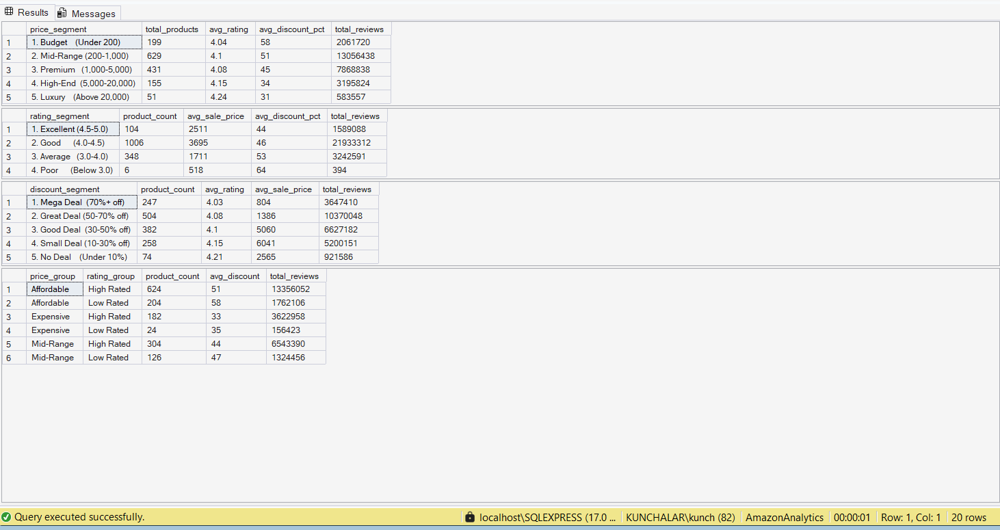 Results Messages
price_segment total_products avg_rating avg_discount_pct total_reviews
1 1. Budget (Under 200) 199 4.04 58 2061720
2 2. Mid-Range (200-1,000) 629 4.1 51 13056438
3 3. Premium (1,000-5,000) 431 4.08 45 7868838
4 4. High-End (5,000-20,000) 155 4.15 34 3195824
5 5. Luxury (Above 20,000) 51 4.24 31 583557
rating_segment product_count avg_sale_price avg_discount_pct total_reviews
1 1. Excellent (4.5-5.0) 104 2511 44 1589088
2 2. Good (4.0-4.5) 1006 3695 46 21933312
3 3. Average (3.0-4.0) 348 1711 53 3242591
4 4. Poor (Below 3.0) 6 518 64 394
discount_segment product_count avg_rating avg_sale_price total_reviews
1 1. Mega Deal (70%+ off) 247 4.03 804 3647410
2 2. Great Deal (50-70% off) 504 4.08 1386 10370048
3 3. Good Deal (30-50% off) 382 4.1 5060 6627182
4 4. Small Deal (10-30% off) 258 4.15 6041 5200151
5 5. No Deal (Under 10%) 74 4.21 2565 921586
price_group rating_group product_count avg_discount total_reviews
1 Affordable High Rated 624 51 13356052
2 Affordable Low Rated 204 58 1762106
3 Expensive High Rated 182 33 3622958
4 Expensive Low Rated 24 35 156423
5 Mid-Range High Rated 304 44 6543390
6 Mid-Range Low Rated 126 47 1324456
Query executed successfully. localhost\SQLEXPRESS (17.0 ... KUNCHALAR\kunch (82) AmazonAnalytics 00:00:01 Row: 1, Col: 1 20 rows